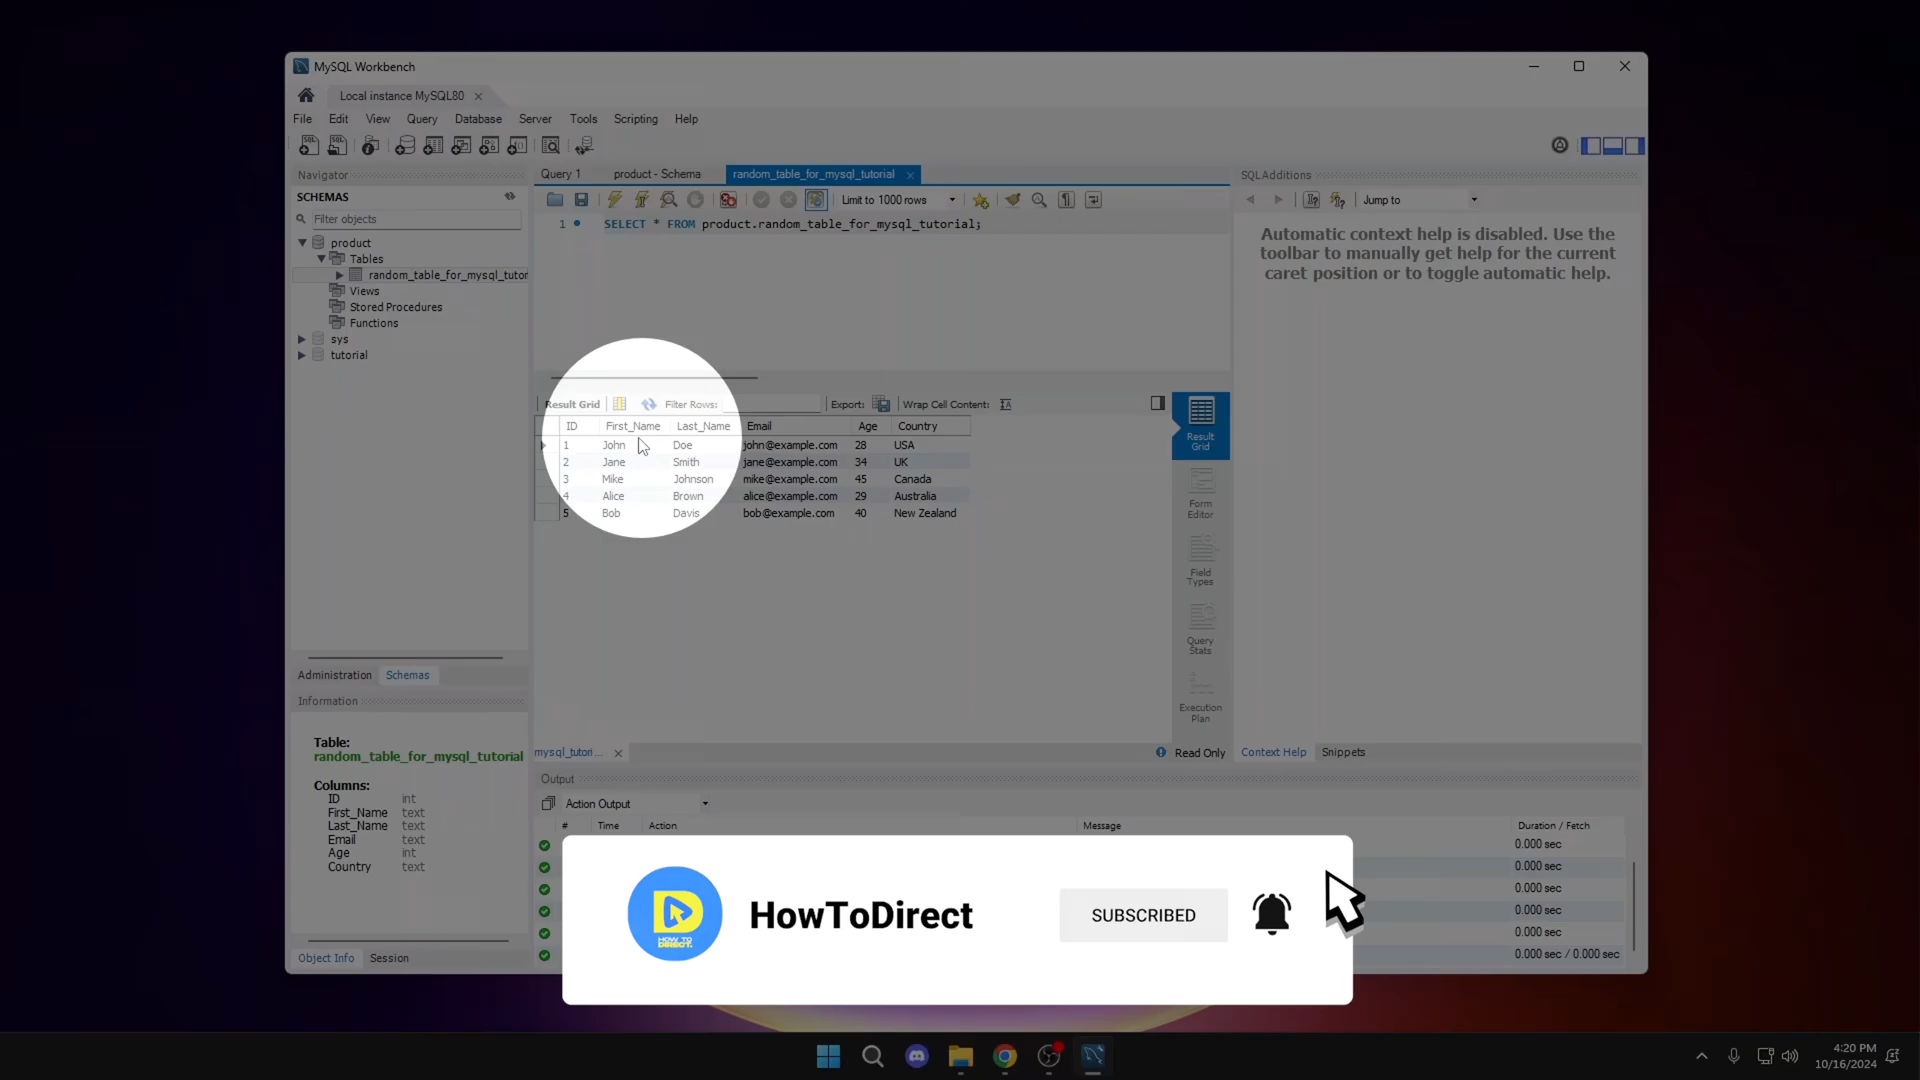 MySQL Workbench
Local instance MySQL80
File Edit View Query Database Server Tools Scripting Help
Navigator
SCHEMAS
Filter objects
product
Tables
random_table_for_mysql_tutor
Views
Stored Procedures
Functions
sys
tutorial
Administration Schemas
Information
Table:
random_table_for_mysql_tutorial
Columns:
ID int
First_Name text
Last_Name text
Email text
Age int
Country text
Object Info Session
Query 1 product - Schema random_table_for_mysql_tutorial
Limit to 1000 rows
1 SELECT * FROM product.random_table_for_mysql_tutorial;
Result Grid Filter Rows: Export: Wrap Cell Content:
ID First_Name Last_Name Email Age Country
1 John Doe john@example.com 28 USA
2 Jane Smith jane@example.com 34 UK
3 Mike Johnson mike@example.com 45 Canada
4 Alice Brown alice@example.com 29 Australia
5 Bob Davis bob@example.com 40 New Zealand
Result
Grid
Form
Editor
Field
Types
Query
Stats
Execution
Plan
mysql_tutori... Read Only
SQLAdditions
Jump to
Automatic context help is disabled. Use the
toolbar to manually get help for the current
caret position or to toggle automatic help.
Context Help Snippets
Output
Action Output
# Time Action Message Duration / Fetch
0.000 sec
0.000 sec
0.000 sec
0.000 sec
0.000 sec
0.000 sec / 0.000 sec
HOW TO
DIRECT.
HowToDirect
SUBSCRIBED
4:20 PM
10/16/2024